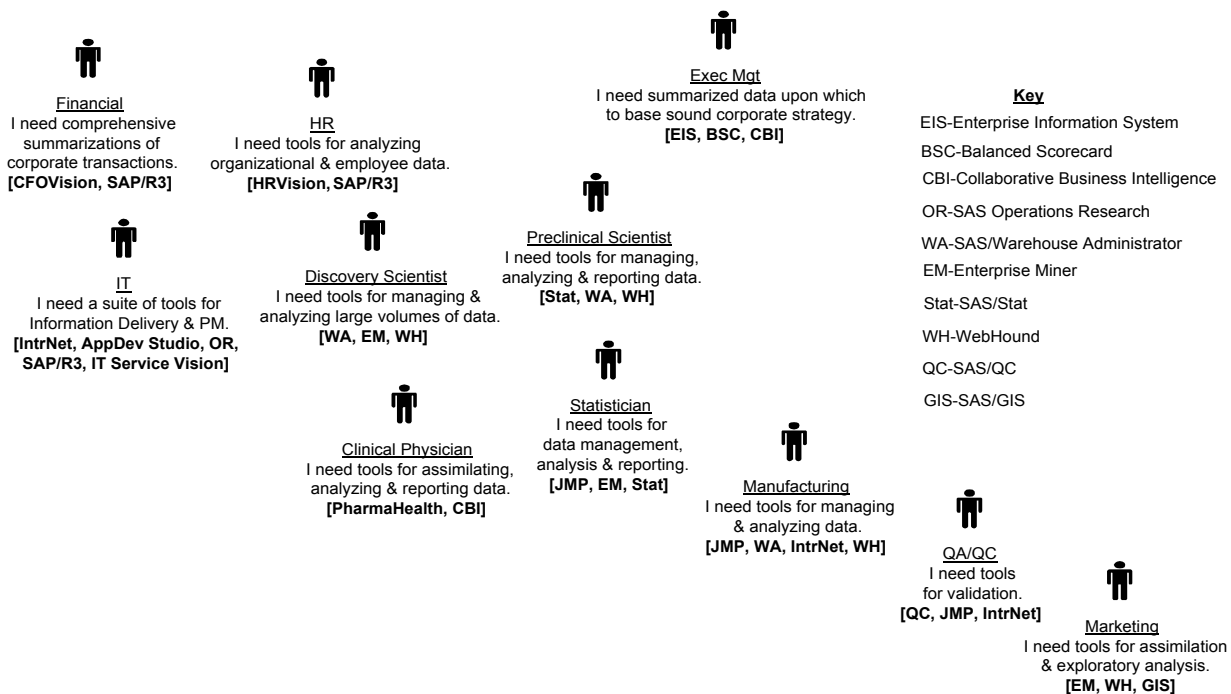 Financial
I need comprehensive
summarizations of
corporate transactions.
[CFOVision, SAP/R3]
HR
I need tools for analyzing
organizational & employee data.
[HRVision, SAP/R3]
Exec Mgt
I need summarized data upon which
to base sound corporate strategy.
[EIS, BSC, CBI]
Key
EIS-Enterprise Information System
BSC-Balanced Scorecard
CBI-Collaborative Business Intelligence
OR-SAS Operations Research
WA-SAS/Warehouse Administrator
EM-Enterprise Miner
Stat-SAS/Stat
WH-WebHound
QC-SAS/QC
GIS-SAS/GIS
IT
I need a suite of tools for
Information Delivery & PM.
[IntrNet, AppDev Studio, OR,
SAP/R3, IT Service Vision]
Discovery Scientist
I need tools for managing &
analyzing large volumes of data.
[WA, EM, WH]
Preclinical Scientist
I need tools for managing,
analyzing & reporting data.
[Stat, WA, WH]
Clinical Physician
I need tools for assimilating,
analyzing & reporting data.
[PharmaHealth, CBI]
Statistician
I need tools for
data management,
analysis & reporting.
[JMP, EM, Stat]
Manufacturing
I need tools for managing
& analyzing data.
[JMP, WA, IntrNet, WH]
QA/QC
I need tools
for validation.
[QC, JMP, IntrNet]
Marketing
I need tools for assimilation
& exploratory analysis.
[EM, WH, GIS]